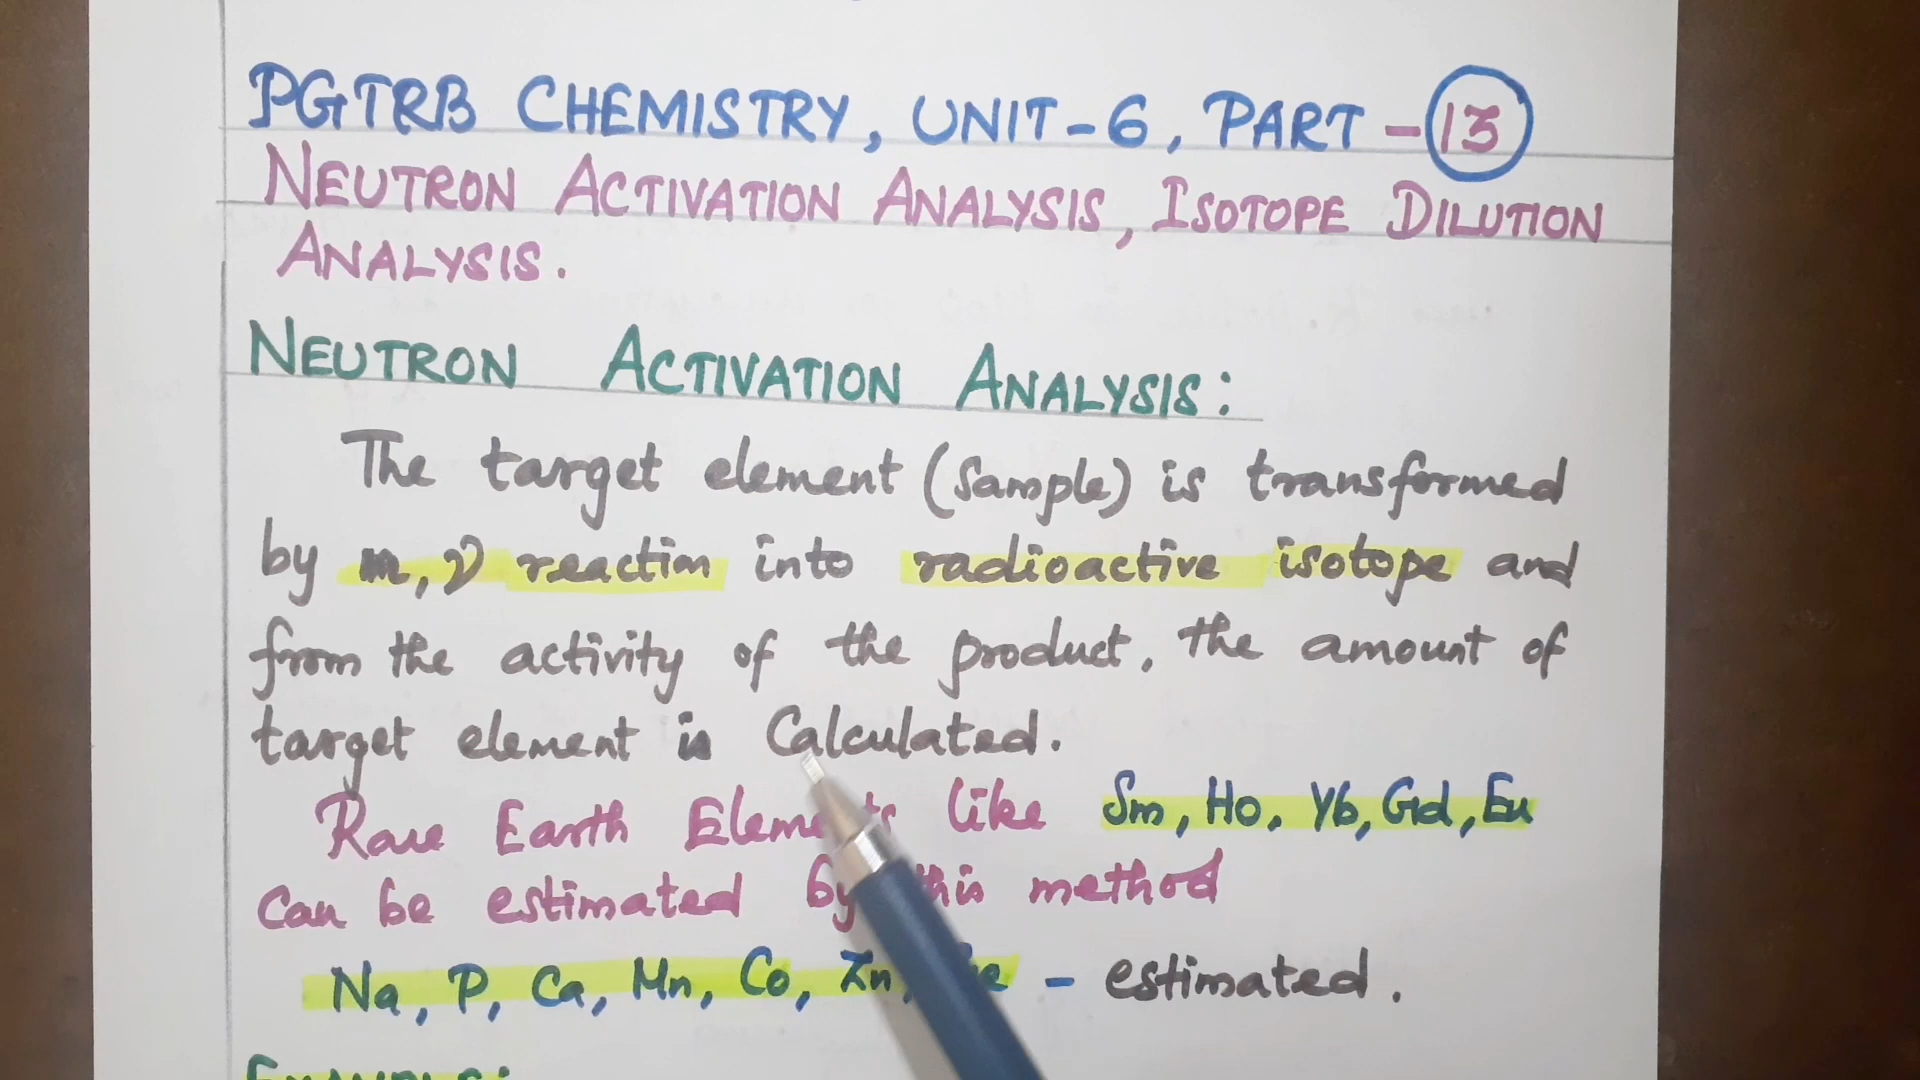 PGTRB CHEMISTRY, UNIT-6, PART -13
NEUTRON ACTIVATION ANALYSIS, ISOTOPE DILUTION
ANALYSIS.
NEUTRON ACTIVATION ANALYSIS:
The target element (Sample) is transformed
by n, γ reaction into radioactive isotope and
from the activity of the product, the amount of
target element is Calculated.
Rare Earth Elements like Sm, Ho, Yb, Gd, Eu
Can be estimated by this method
Na, P, Ca, Mn, Co, Zn, - estimated.